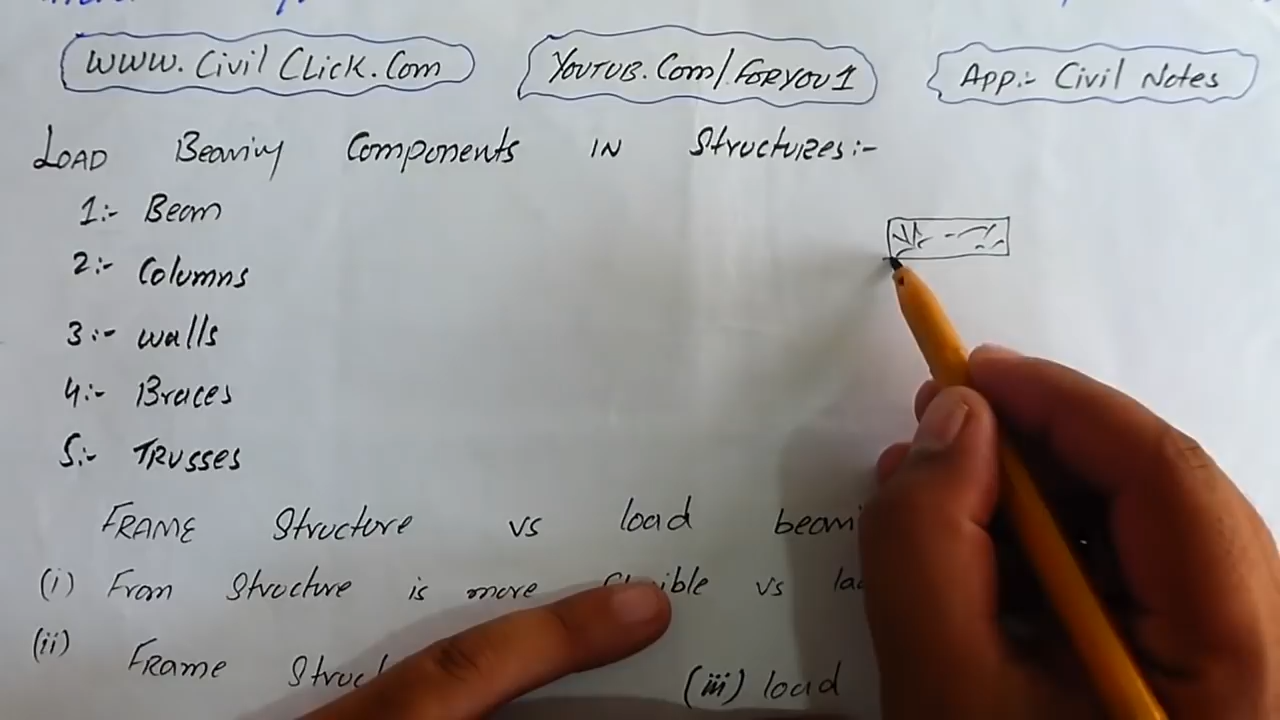 WWW.Civil Click.Com
YOUTUB.Com/.FORYOU1
App:- Civil Notes
LOAD Bearing Components IN Structures:-
1:- Beam
2:- Columns
3:- Walls
4:- Braces
5:- TRUSSES
FRAME Structure vs load
(i) Fram Structure is more vs
(ii) Frame
(iii) load